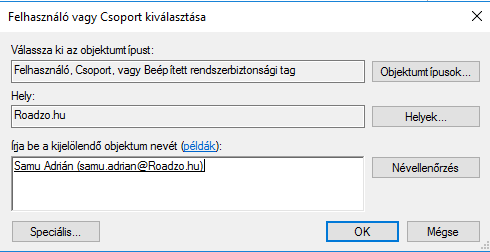 Felhasználó vagy Csoport kiválasztása
Válassza ki az objektumtípust:
Felhasználó, Csoport, vagy Beépített rendszerbiztonsági tag
Objektumtípusok...
Hely:
Roadzo.hu
Helyek...
Írja be a kijelölendő objektum nevét (példák):
Samu Adrián (samu.adrian@Roadzo.hu)
Névellenőrzés
Speciális...
OK
Mégse